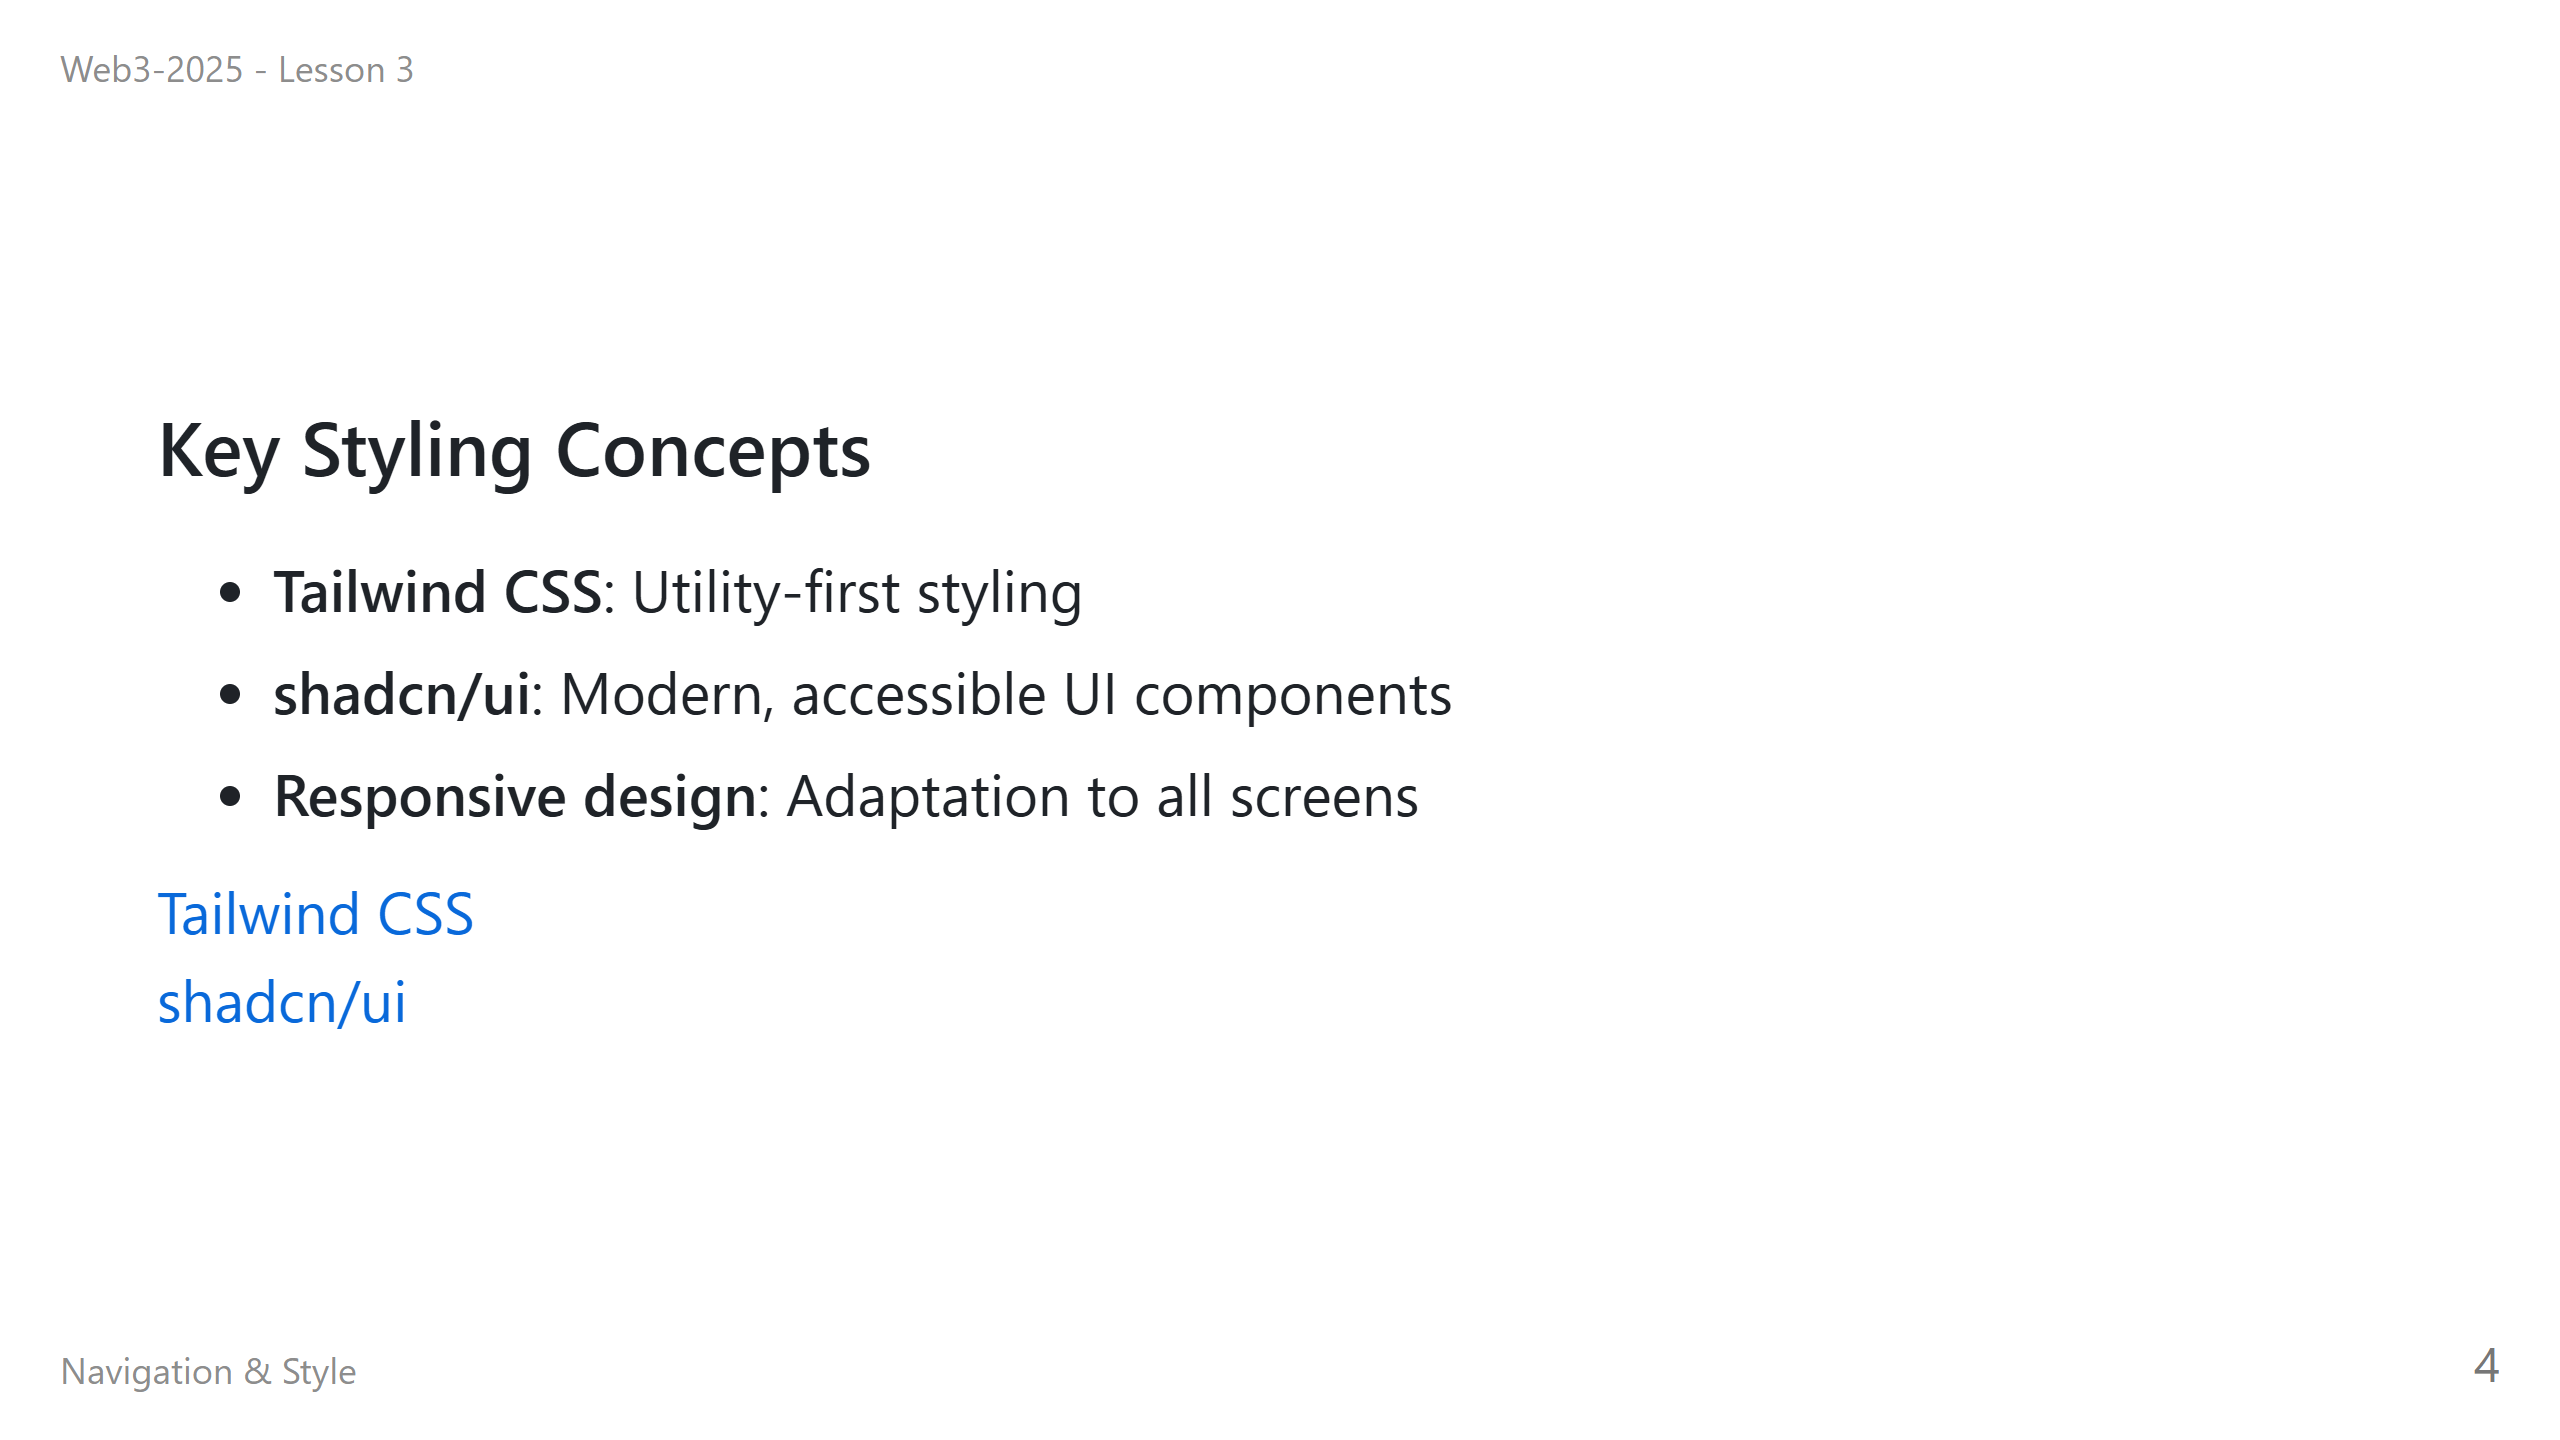 Web3-2025 - Lesson 3
Key Styling Concepts
• Tailwind CSS: Utility-first styling
• shadcn/ui: Modern, accessible UI components
• Responsive design: Adaptation to all screens
Tailwind CSS
shadcn/ui
Navigation & Style
4